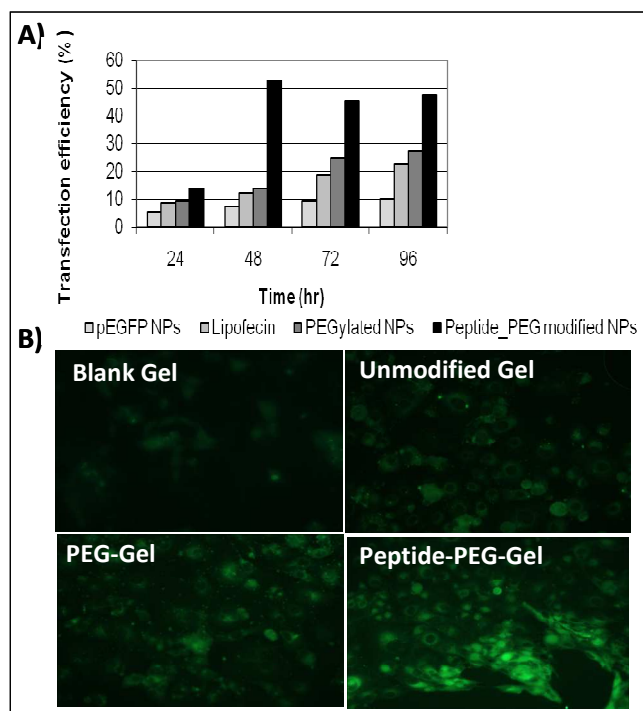 A)
Transfection efficiency (%)
60
50
40
30
20
10
0
24 48 72 96
Time (hr)
pEGFP NPs Lipofecin PEGylated NPs Peptide_PEG modified NPs
B)
Blank Gel Unmodified Gel
PEG-Gel Peptide-PEG-Gel